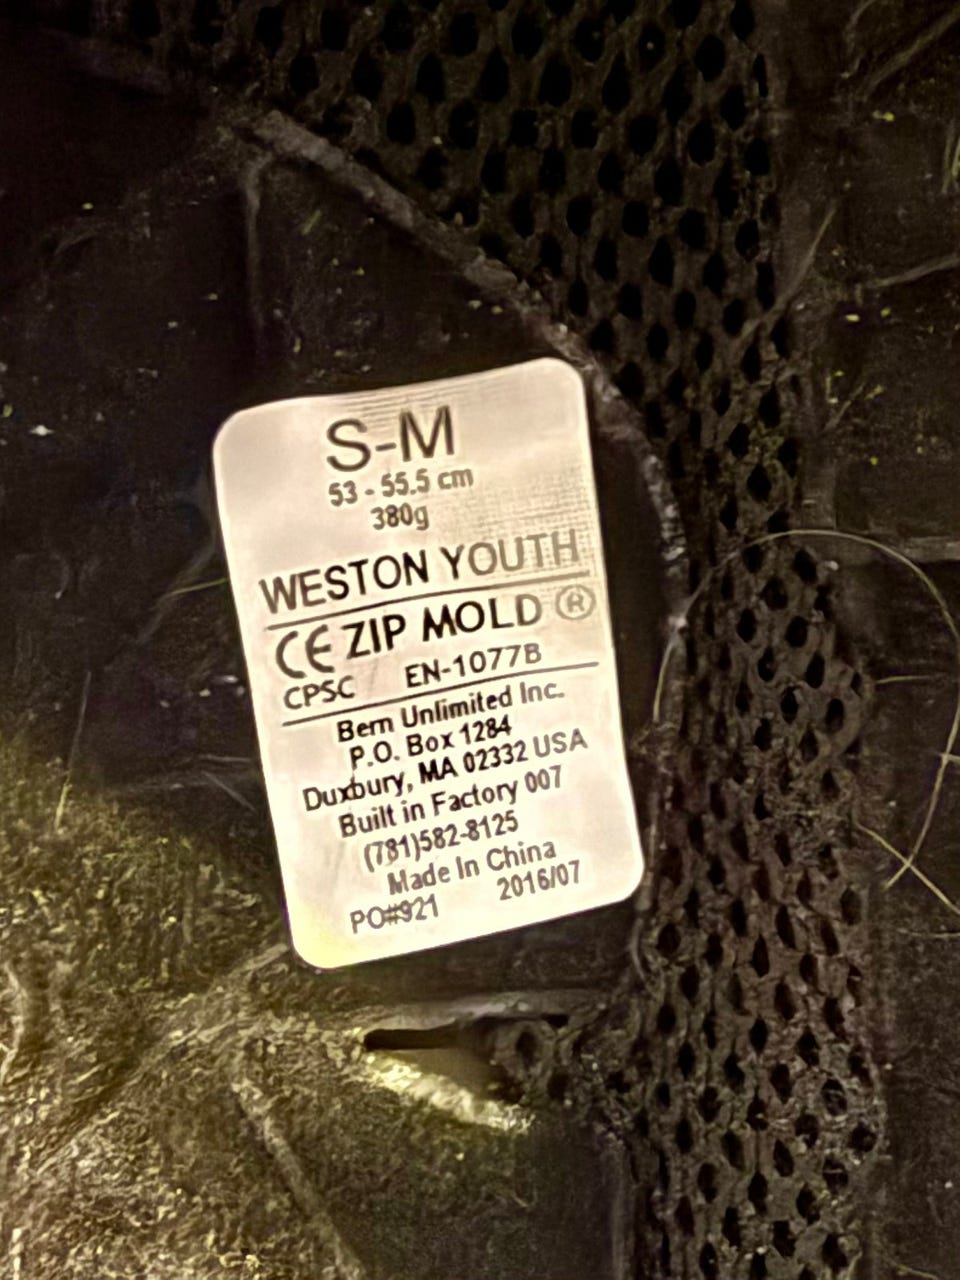 S-M
53 - 55.5 cm
380g
WESTON YOUTH
CE ZIP MOLD ®
CPSC EN-1077B
Bern Unlimited Inc.
P.O. Box 1284
Duxbury, MA 02332 USA
Built in Factory 007
(781)582-8125
Made In China
PO#921 2016/07